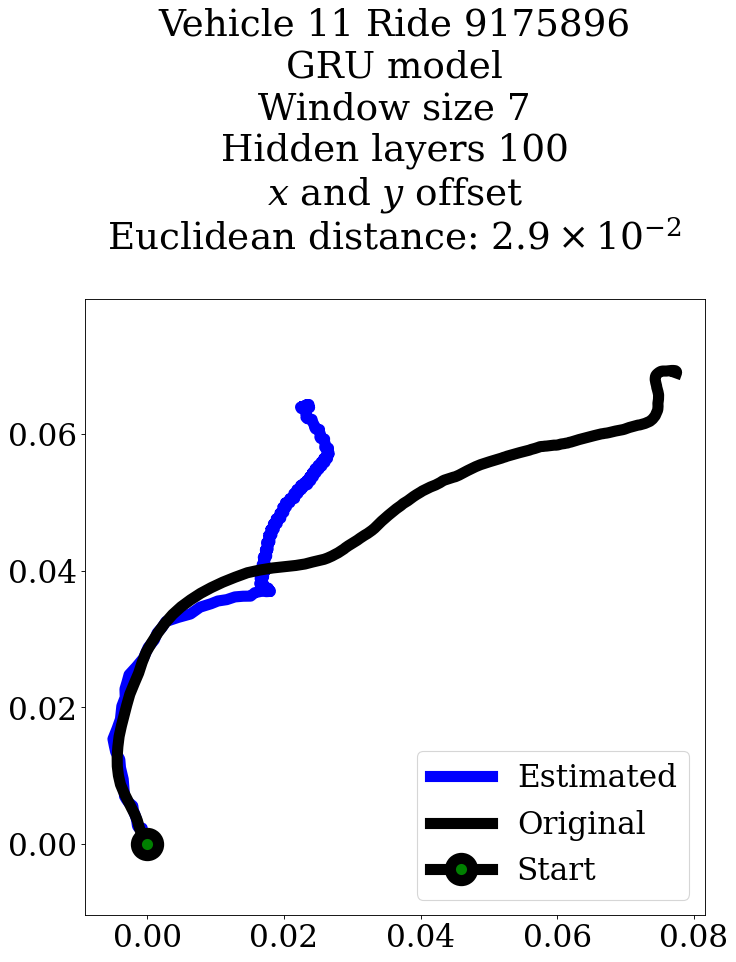 Vehicle 11 Ride 9175896
GRU model
Window size 7
Hidden layers 100
x and y offset
Euclidean distance: 2.9 × 10⁻²
0.06
0.04
0.02
0.00
Estimated
Original
Start
0.00 0.02 0.04 0.06 0.08